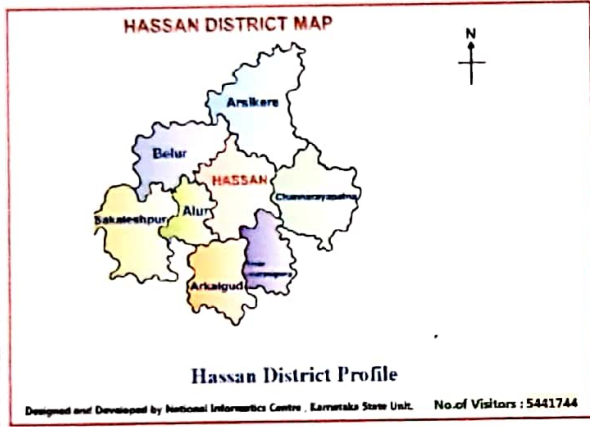 HASSAN DISTRICT MAP
N
Arsikere
Belur
HASSAN
Channarayapatna
Sakaleshpur
Alur
Arkalgud
Hassan District Profile
Designed and Developed by National Informatics Centre , Karnataka State Unit. No.of Visitors : 5441744